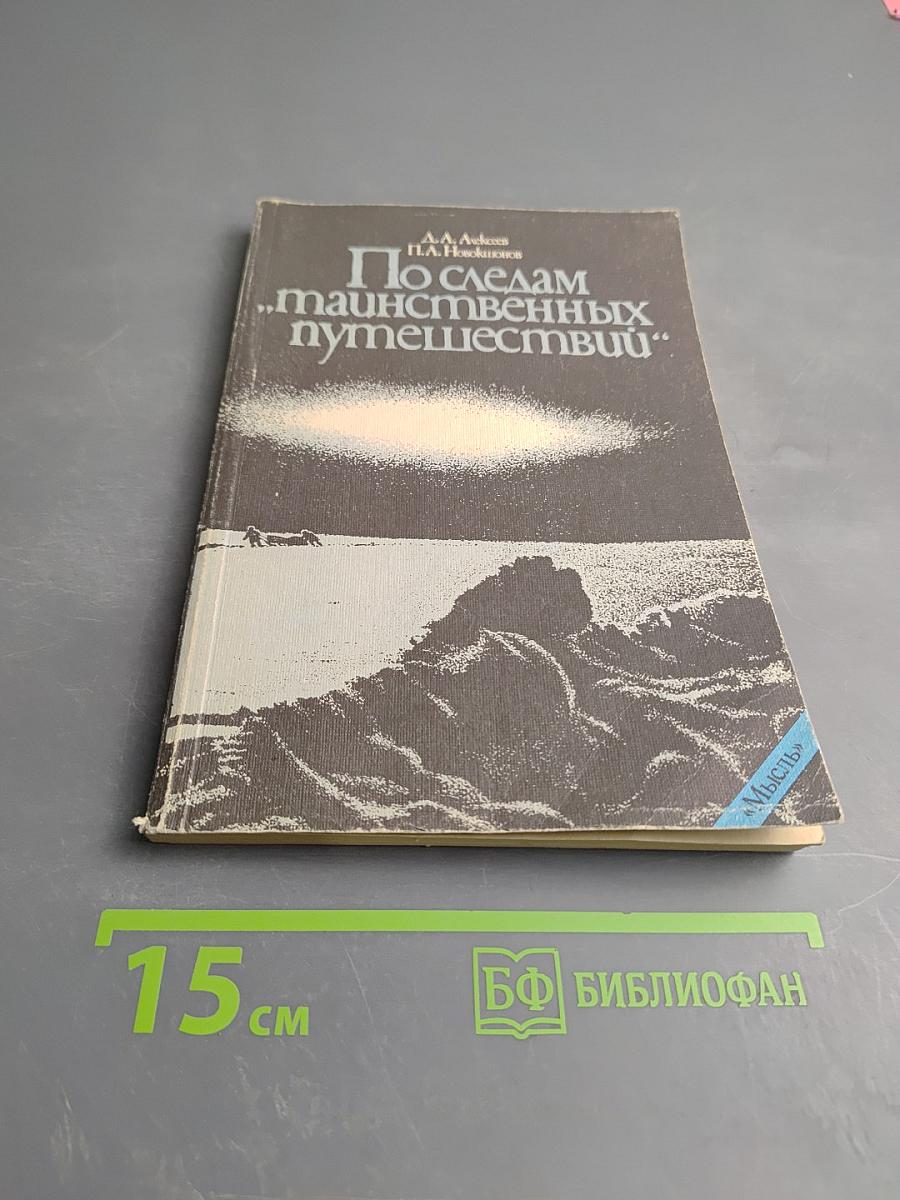 Д. А. Алексеев
П. А. Новокшонов
По следам
„таинственных
путешествий“
«Мысль»
15 см
БФ БИБЛИОФАН